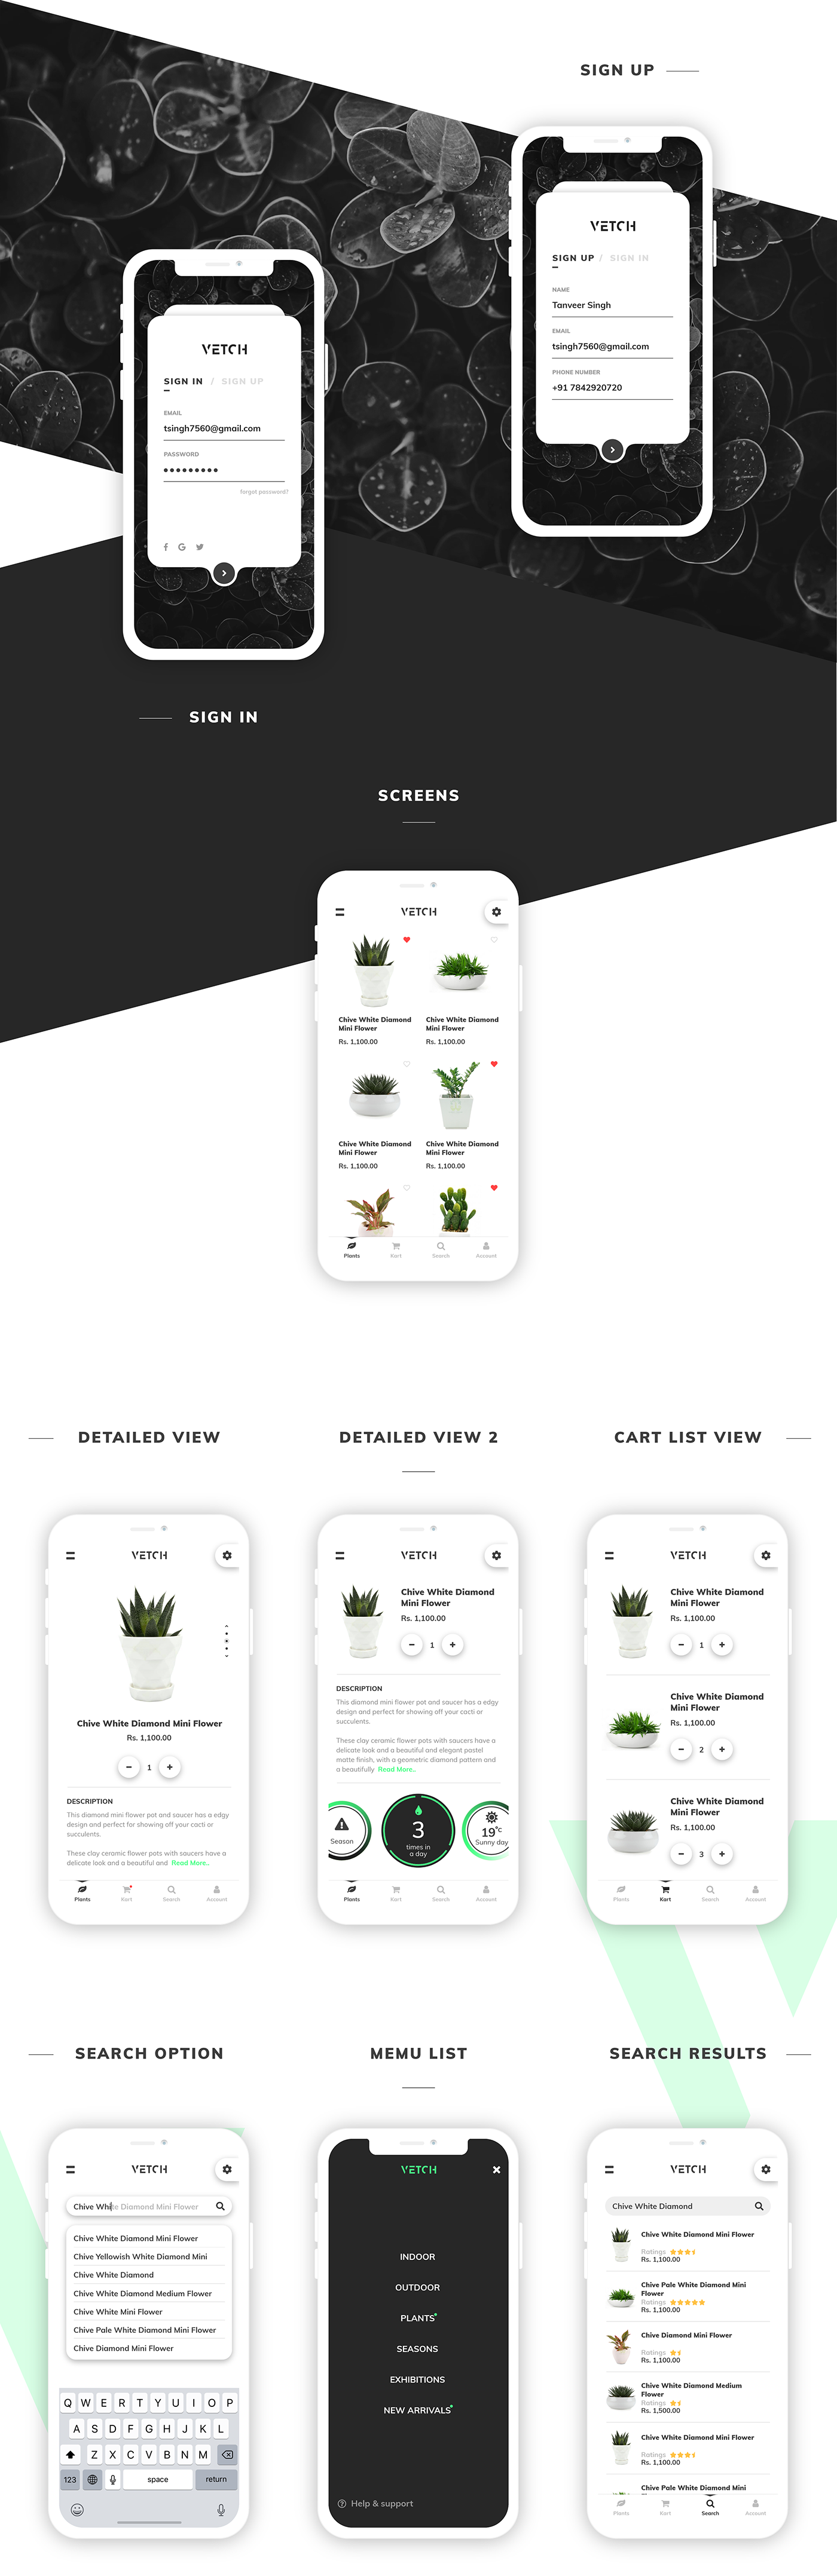 SIGN UP
VETCH
SIGN UP / SIGN IN
NAME
Tanveer Singh
EMAIL
tsingh7560@gmail.com
PHONE NUMBER
+91 7842920720
VETCH
SIGN IN / SIGN UP
EMAIL
tsingh7560@gmail.com
PASSWORD
forgot password?
SIGN IN
SCREENS
VETCH
Chive White Diamond
Mini Flower
Rs. 1,100.00
Chive White Diamond
Mini Flower
Rs. 1,100.00
Chive White Diamond
Mini Flower
Rs. 1,100.00
Chive White Diamond
Mini Flower
Rs. 1,100.00
Plants Kart Search Account
DETAILED VIEW
VETCH
Chive White Diamond Mini Flower
Rs. 1,100.00
1
DESCRIPTION
This diamond mini flower pot and saucer has a edgy
design and perfect for showing off your cacti or
succulents.
These clay ceramic flower pots with saucers have a
delicate look and a beautiful and Read More..
Plants Kart Search Account
DETAILED VIEW 2
VETCH
Chive White Diamond
Mini Flower
Rs. 1,100.00
1
DESCRIPTION
This diamond mini flower pot and saucer has a edgy
design and perfect for showing off your cacti or
succulents.
These clay ceramic flower pots with saucers have a
delicate look and a beautiful and elegant pastel
matte finish, with a geometric diamond pattern and
a beautifully Read More..
Season
3
times in
a day
19°c
Sunny day
Plants Kart Search Account
CART LIST VIEW
VETCH
Chive White Diamond
Mini Flower
Rs. 1,100.00
1
Chive White Diamond
Mini Flower
Rs. 1,100.00
2
Chive White Diamond
Mini Flower
Rs. 1,100.00
3
Plants Kart Search Account
SEARCH OPTION
VETCH
Chive White Diamond Mini Flower
Chive White Diamond Mini Flower
Chive Yellowish White Diamond Mini
Chive White Diamond
Chive White Diamond Medium Flower
Chive White Mini Flower
Chive Pale White Diamond Mini Flower
Chive Diamond Mini Flower
Q W E R T Y U I O P
A S D F G H J K L
Z X C V B N M
123 space return
MEMU LIST
VETCH
INDOOR
OUTDOOR
PLANTS
SEASONS
EXHIBITIONS
NEW ARRIVALS
Help & support
SEARCH RESULTS
VETCH
Chive White Diamond
Chive White Diamond Mini Flower
Ratings
Rs. 1,100.00
Chive Pale White Diamond Mini
Flower
Ratings
Rs. 1,100.00
Chive Diamond Mini Flower
Ratings
Rs. 1,100.00
Chive White Diamond Medium
Flower
Ratings
Rs. 1,500.00
Chive White Diamond Mini Flower
Ratings
Rs. 1,100.00
Chive Pale White Diamond Mini
Plants Kart Search Account